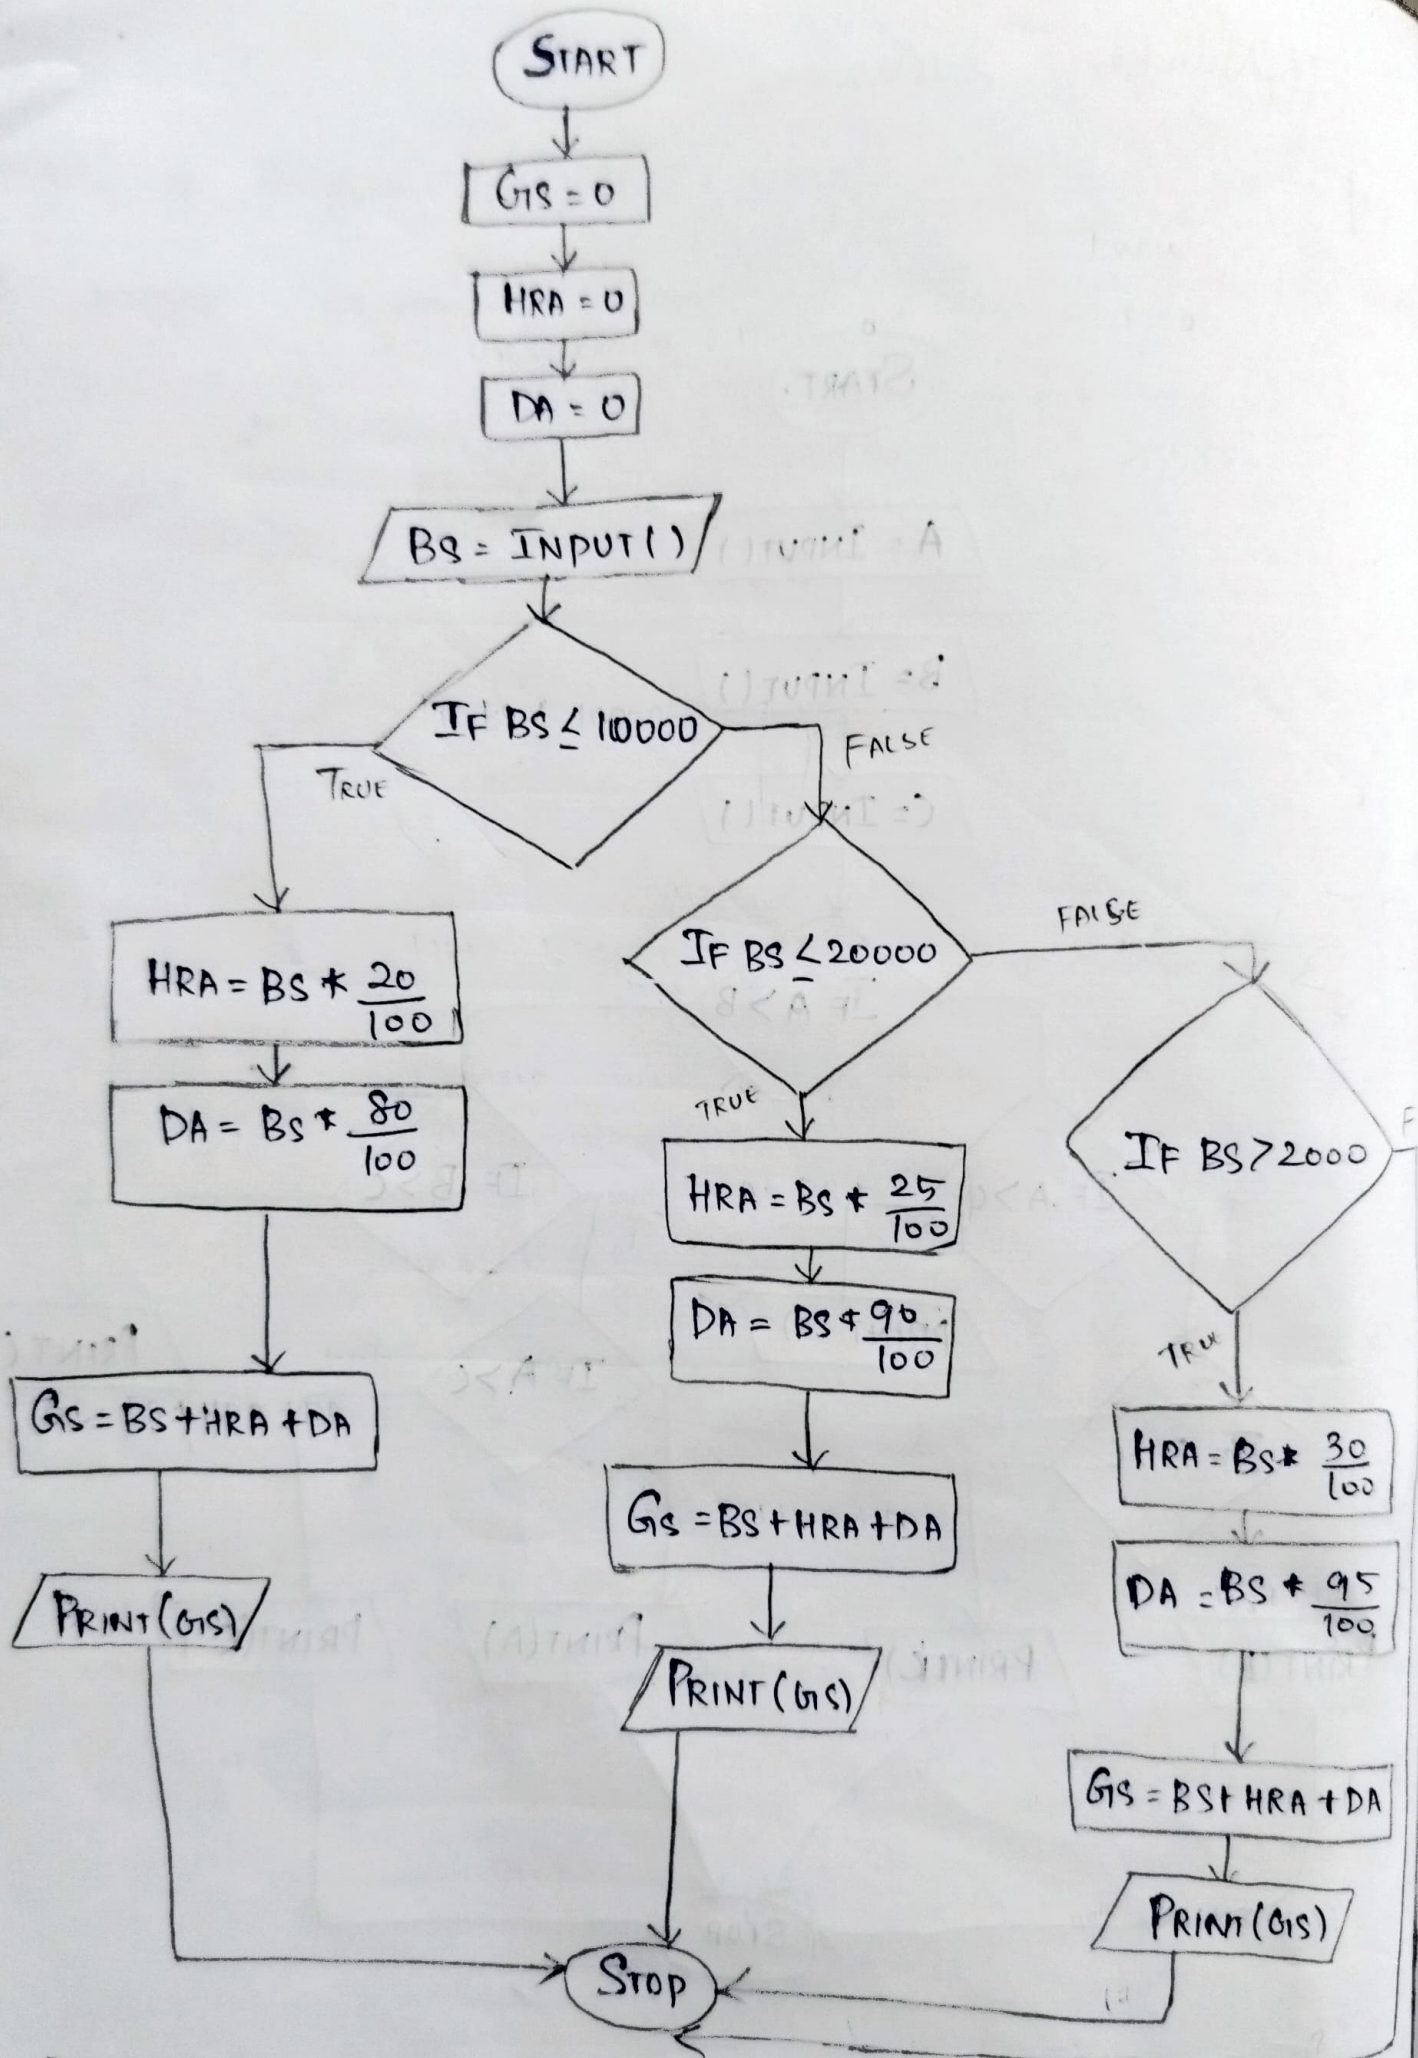 START
GS = 0
HRA = 0
DA = 0
BS = INPUT()
IF BS ≤ 10000
TRUE
FALSE
IF BS ≤ 20000
FALSE
TRUE
IF BS > 2000
F
TRUE
HRA = BS * 20/100
DA = BS * 80/100
GS = BS + HRA + DA
PRINT(GS)
HRA = BS * 25/100
DA = BS * 90/100
GS = BS + HRA + DA
PRINT(GS)
HRA = BS * 30/100
DA = BS * 95/100
GS = BS + HRA + DA
PRINT(GS)
STOP